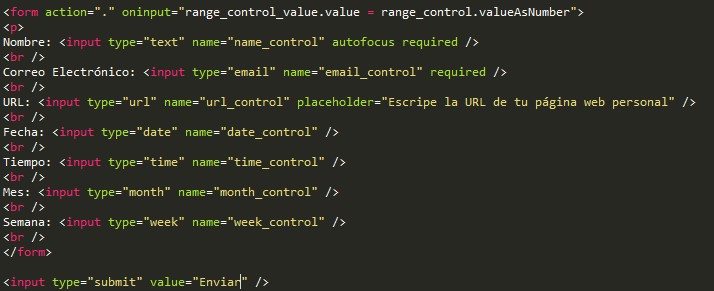 <form action="." oninput="range_control_value.value = range_control.valueAsNumber">
<p>
Nombre: <input type="text" name="name_control" autofocus required />
<br />
Correo Electrónico: <input type="email" name="email_control" required />
<br />
URL: <input type="url" name="url_control" placeholder="Escripe la URL de tu página web personal" />
<br />
Fecha: <input type="date" name="date_control" />
<br />
Tiempo: <input type="time" name="time_control" />
<br />
Mes: <input type="month" name="month_control" />
<br />
Semana: <input type="week" name="week_control" />
<br />
</form>
<input type="submit" value="Enviar" />